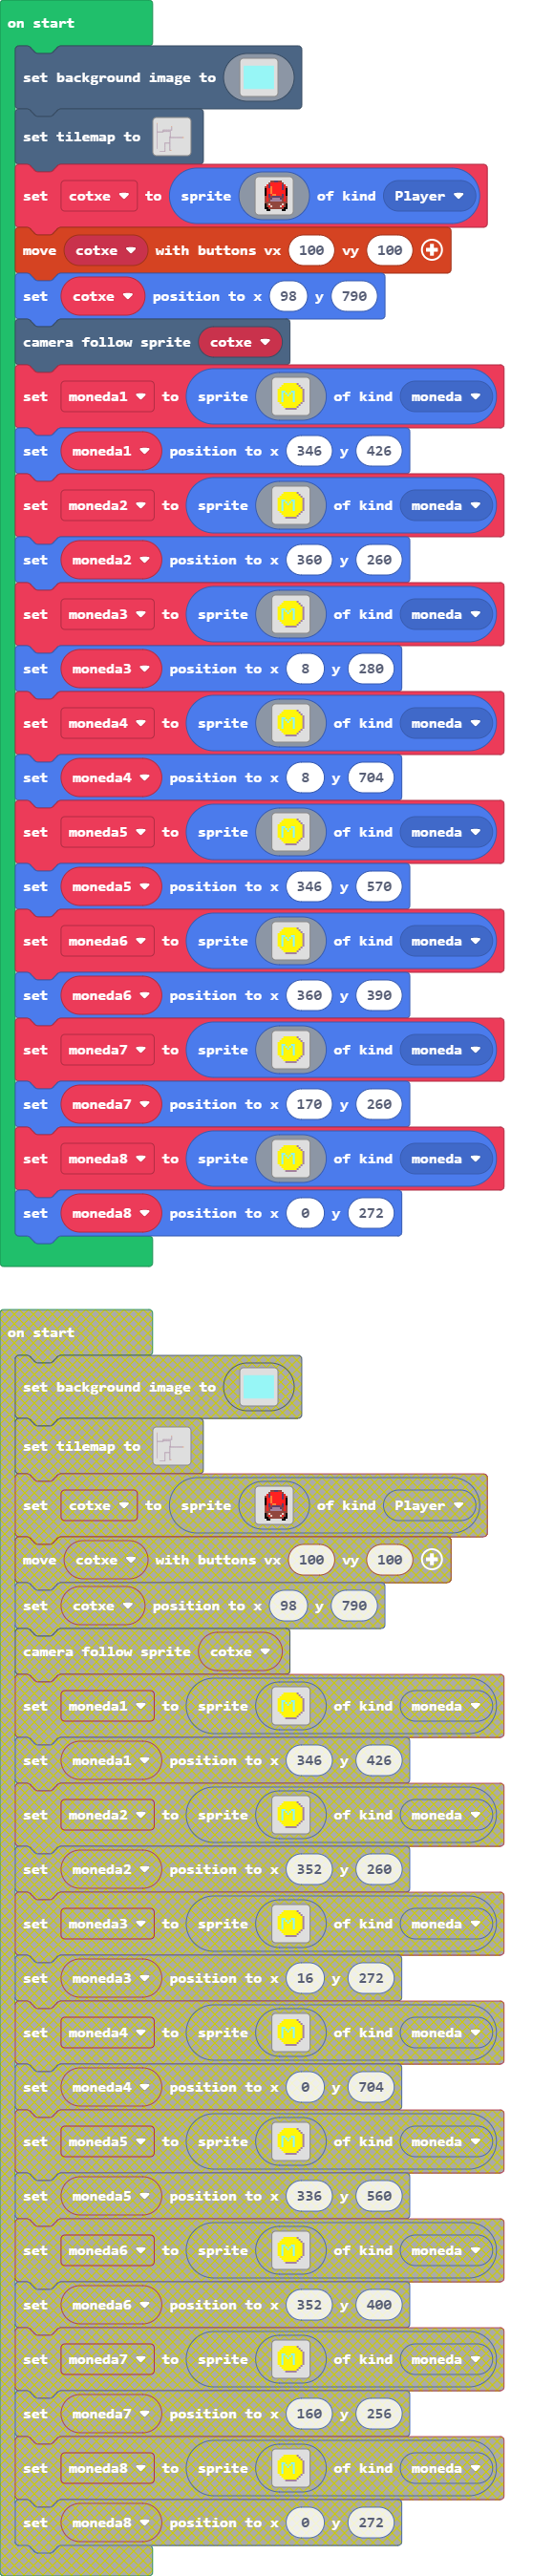 on start
set background image to
set tilemap to
set cotxe to sprite of kind Player
move cotxe with buttons vx 100 vy 100
set cotxe position to x 98 y 790
camera follow sprite cotxe
set moneda1 to sprite M of kind moneda
set moneda1 position to x 346 y 426
set moneda2 to sprite M of kind moneda
set moneda2 position to x 360 y 260
set moneda3 to sprite M of kind moneda
set moneda3 position to x 8 y 280
set moneda4 to sprite M of kind moneda
set moneda4 position to x 8 y 704
set moneda5 to sprite M of kind moneda
set moneda5 position to x 346 y 570
set moneda6 to sprite M of kind moneda
set moneda6 position to x 360 y 390
set moneda7 to sprite M of kind moneda
set moneda7 position to x 170 y 260
set moneda8 to sprite M of kind moneda
set moneda8 position to x 0 y 272
on start
set background image to
set tilemap to
set cotxe to sprite of kind Player
move cotxe with buttons vx 100 vy 100
set cotxe position to x 98 y 790
camera follow sprite cotxe
set moneda1 to sprite M of kind moneda
set moneda1 position to x 346 y 426
set moneda2 to sprite M of kind moneda
set moneda2 position to x 352 y 260
set moneda3 to sprite M of kind moneda
set moneda3 position to x 16 y 272
set moneda4 to sprite M of kind moneda
set moneda4 position to x 0 y 704
set moneda5 to sprite M of kind moneda
set moneda5 position to x 336 y 560
set moneda6 to sprite M of kind moneda
set moneda6 position to x 352 y 400
set moneda7 to sprite M of kind moneda
set moneda7 position to x 160 y 256
set moneda8 to sprite M of kind moneda
set moneda8 position to x 0 y 272